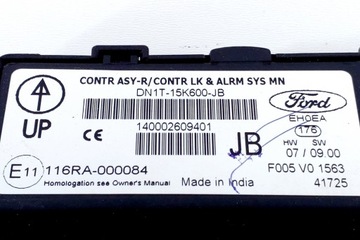 CONTR ASY-R/CONTR LK & ALRM SYS MN
DN1T-15K600-JB
Ford
EH0EA
176
UP
CE
140002609401
JB
HW SW
07 / 09.00
E11 116RA-000084
F005 V0 1563
Homologation see Owner's Manual
Made in India
41725